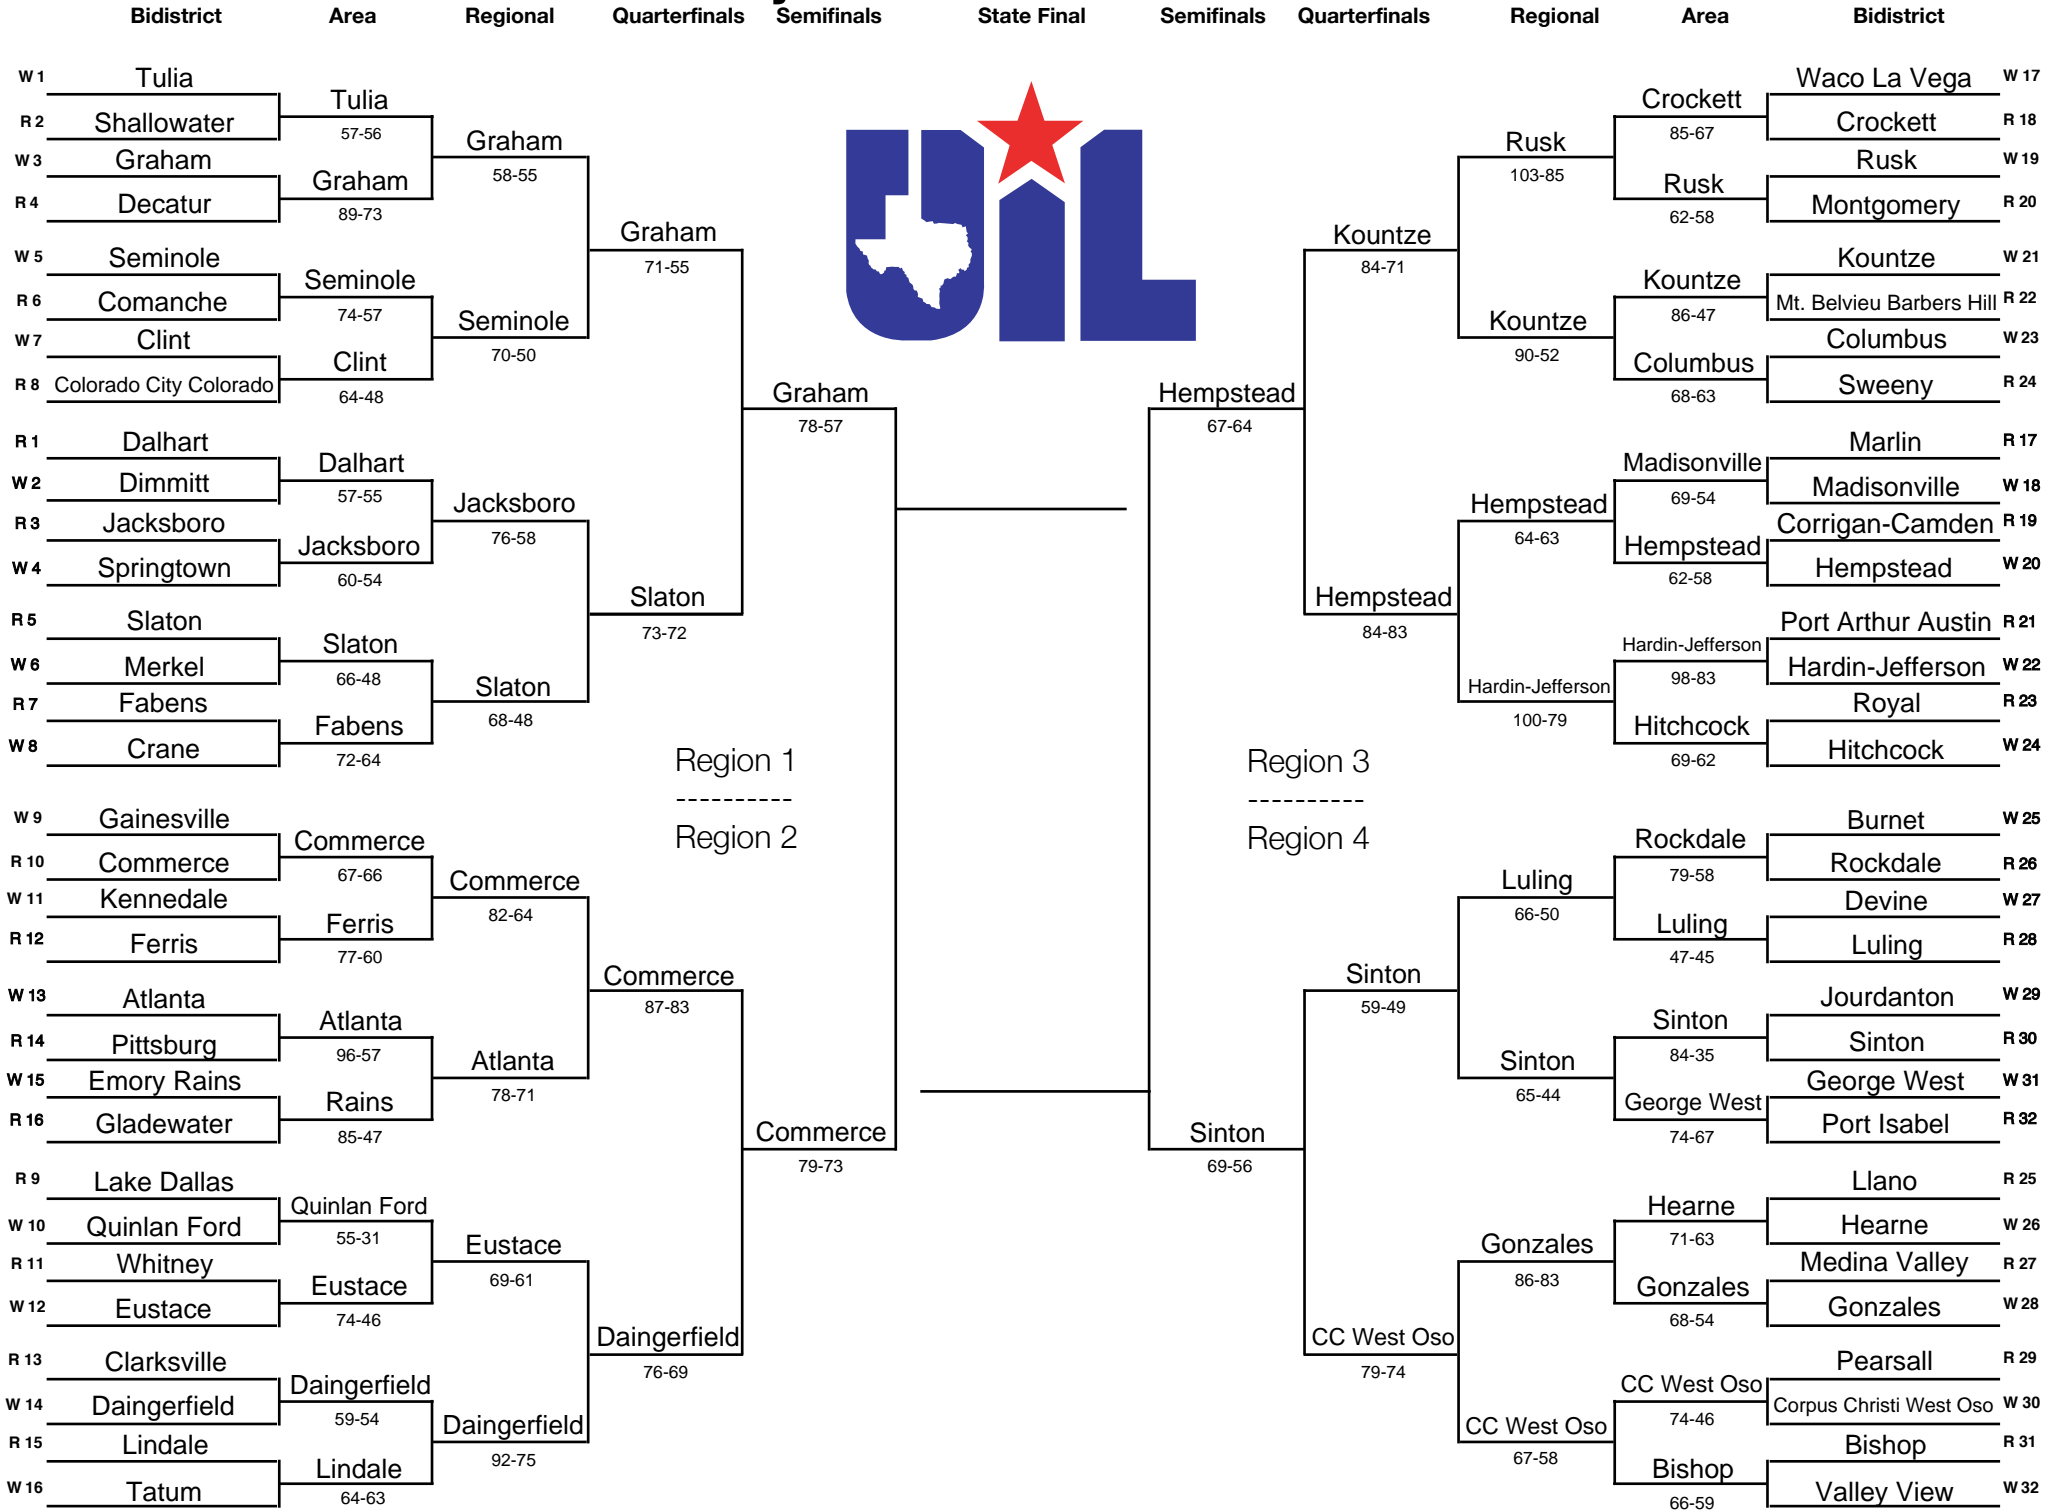 Bidistrict Area Regional Quarterfinals Semifinals State Final Semifinals Quarterfinals Regional Area Bidistrict
W 1 Tulia
Tulia
57-56
R 2 Shallowater
Graham
58-55
W 3 Graham
Graham
89-73
R 4 Decatur
Graham
71-55
W 5 Seminole
Seminole
74-57
R 6 Comanche
Seminole
70-50
W 7 Clint
Clint
64-48
R 8 Colorado City Colorado
Graham
78-57
R 1 Dalhart
Dalhart
57-55
W 2 Dimmitt
Jacksboro
76-58
R 3 Jacksboro
Jacksboro
60-54
W 4 Springtown
Slaton
73-72
R 5 Slaton
Slaton
66-48
W 6 Merkel
Slaton
68-48
R 7 Fabens
Fabens
72-64
W 8 Crane
Region 1
----------
Region 2
W 9 Gainesville
Commerce
67-66
R 10 Commerce
Commerce
82-64
W 11 Kennedale
Ferris
77-60
R 12 Ferris
Commerce
87-83
W 13 Atlanta
Atlanta
96-57
R 14 Pittsburg
Atlanta
78-71
W 15 Emory Rains
Rains
85-47
R 16 Gladewater
Commerce
79-73
R 9 Lake Dallas
Quinlan Ford
55-31
W 10 Quinlan Ford
Eustace
69-61
R 11 Whitney
Eustace
74-46
W 12 Eustace
Daingerfield
76-69
R 13 Clarksville
Daingerfield
59-54
W 14 Daingerfield
Daingerfield
92-75
R 15 Lindale
Lindale
64-63
W 16 Tatum
UiL
Waco La Vega W 17
Crockett
85-67
Crockett R 18
Rusk
103-85
Rusk W 19
Rusk
62-58
Montgomery R 20
Kountze
84-71
Kountze W 21
Kountze
86-47
Mt. Belvieu Barbers Hill R 22
Kountze
90-52
Columbus W 23
Columbus
68-63
Sweeny R 24
Hempstead
67-64
Marlin R 17
Madisonville
69-54
Madisonville W 18
Hempstead
64-63
Corrigan-Camden R 19
Hempstead
62-58
Hempstead W 20
Hempstead
84-83
Port Arthur Austin R 21
Hardin-Jefferson
98-83
Hardin-Jefferson W 22
Hardin-Jefferson
100-79
Royal R 23
Hitchcock
69-62
Hitchcock W 24
Region 3
----------
Region 4
Burnet W 25
Rockdale
79-58
Rockdale R 26
Luling
66-50
Devine W 27
Luling
47-45
Luling R 28
Sinton
59-49
Jourdanton W 29
Sinton
84-35
Sinton R 30
Sinton
65-44
George West W 31
George West
74-67
Port Isabel R 32
Sinton
69-56
Llano R 25
Hearne
71-63
Hearne W 26
Gonzales
86-83
Medina Valley R 27
Gonzales
68-54
Gonzales W 28
CC West Oso
79-74
Pearsall R 29
CC West Oso
74-46
Corpus Christi West Oso W 30
CC West Oso
67-58
Bishop R 31
Bishop
66-59
Valley View W 32